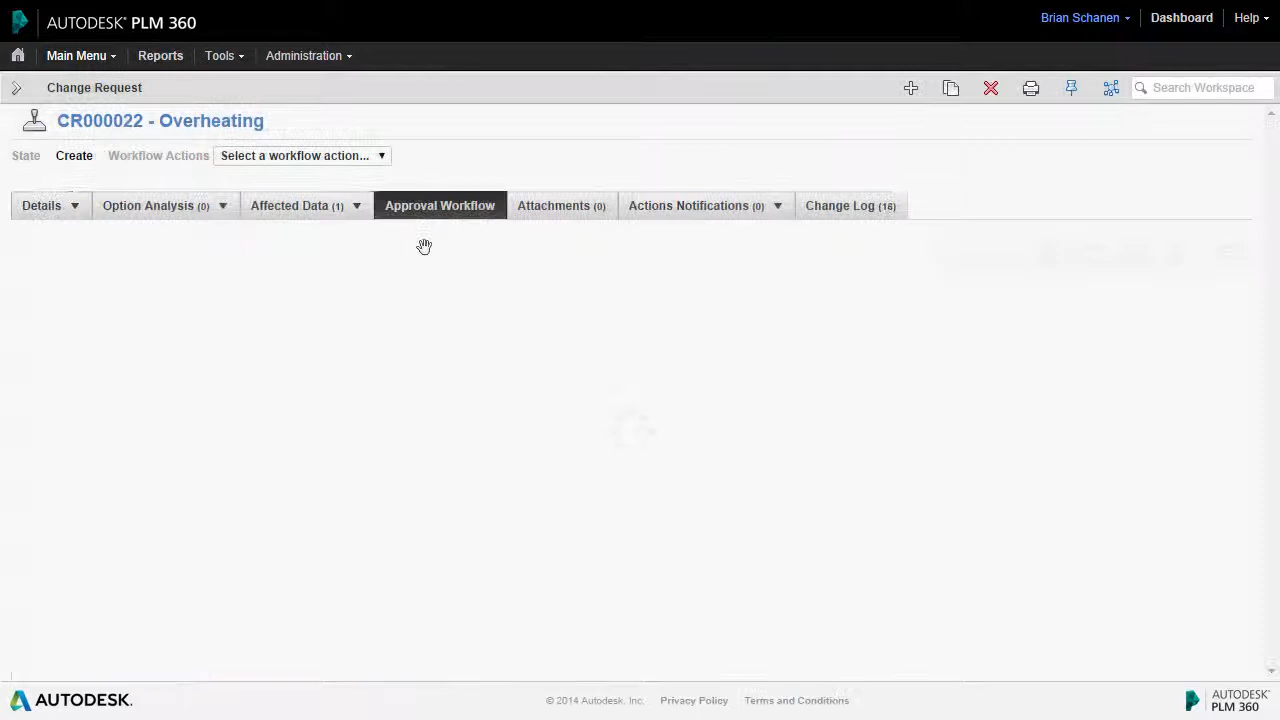 AUTODESK® PLM 360
Brian Schanen Dashboard Help
Main Menu Reports Tools Administration
Change Request
Search Workspace
CR000022 - Overheating
State Create Workflow Actions Select a workflow action...
Details Option Analysis (0) Affected Data (1) Approval Workflow Attachments (0) Actions Notifications (0) Change Log (16)
AUTODESK.
© 2014 Autodesk, Inc. Privacy Policy Terms and Conditions
AUTODESK®
PLM 360